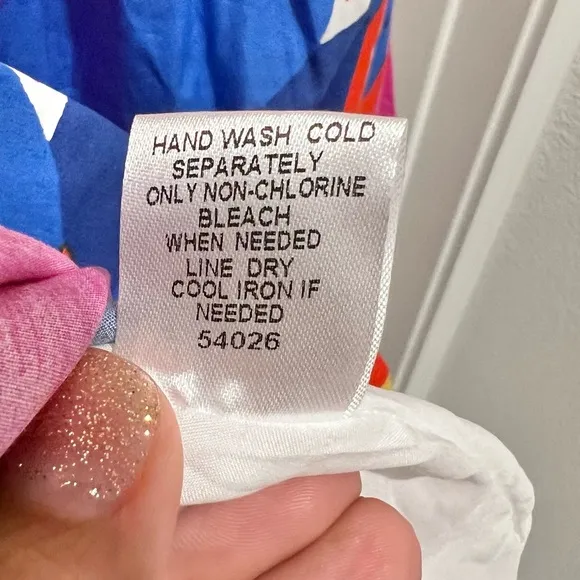 HAND WASH COLD
SEPARATELY
ONLY NON-CHLORINE
BLEACH
WHEN NEEDED
LINE DRY
COOL IRON IF
NEEDED
54026